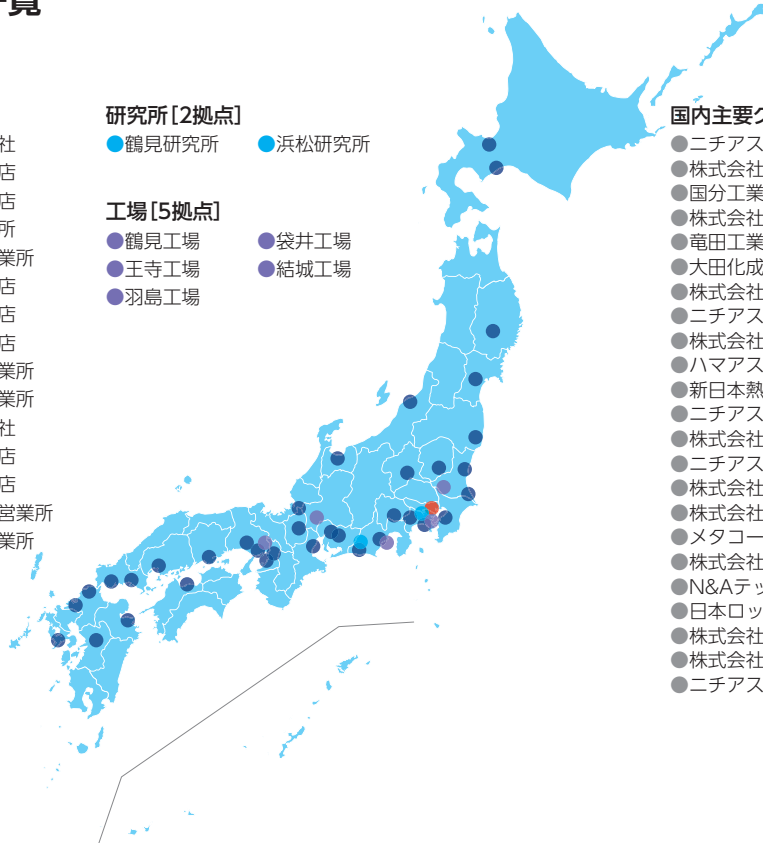 覧
社
店
店
所
業所
店
店
店
業所
業所
社
店
店
営業所
業所
研究所[2拠点]
●鶴見研究所 ●浜松研究所
工場[5拠点]
●鶴見工場 ●袋井工場
●王寺工場 ●結城工場
●羽島工場
国内主要
●ニチアス
●株式会社
●国分工業
●株式会社
●竜田工業
●大田化成
●株式会社
●ニチアス
●株式会社
●ハマアス
●新日本熱
●ニチアス
●株式会社
●ニチアス
●株式会社
●株式会社
●メタコー
●株式会社
●N&Aテッ
●日本ロッ
●株式会社
●株式会社
●ニチアス